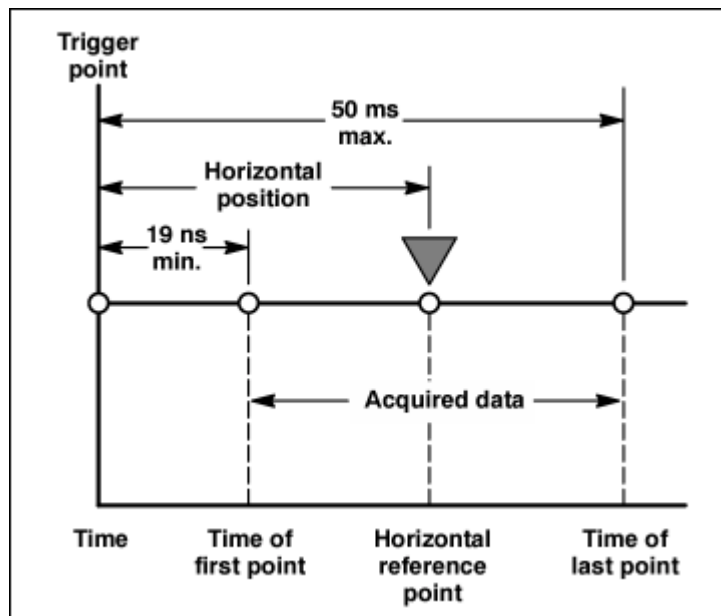 Trigger
point
50 ms
max.
Horizontal
position
19 ns
min.
Acquired data
Time
Time of
first point
Horizontal
reference
point
Time of
last point